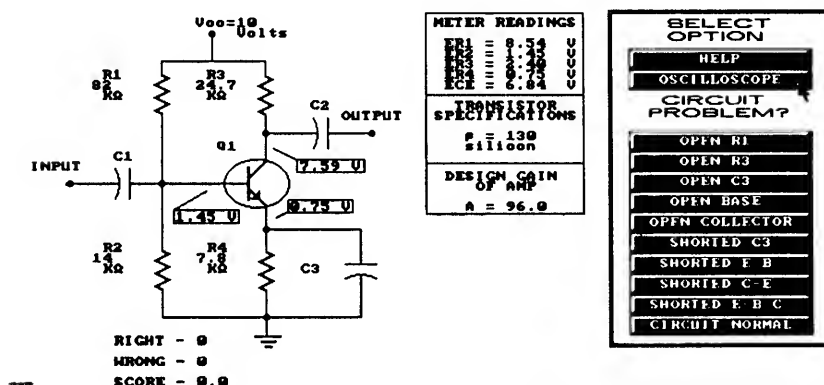 Vcc=10
Volts
R1
82
KΩ
R3
24.7
KΩ
C2
OUTPUT
Q1
C1
INPUT
7.59 V
1.45 V
0.75 V
R2
14
KΩ
R4
7.8
KΩ
C3
RIGHT - 0
WRONG - 0
SCORE - 0.0
METER READINGS
ER1 = 8.54 V
ER2 = 1.45 V
ER3 = 2.40 V
ER4 = 0.75 V
ECE = 6.84 V
TRANSISTOR
SPECIFICATIONS
β = 130
silicon
DESIGN GAIN
OF AMP
A = 96.0
SELECT
OPTION
HELP
OSCILLOSCOPE
CIRCUIT
PROBLEM?
OPEN R1
OPEN R3
OPEN C3
OPEN BASE
OPEN COLLECTOR
SHORTED C3
SHORTED E B
SHORTED C-E
SHORTED E-B C
CIRCUIT NORMAL